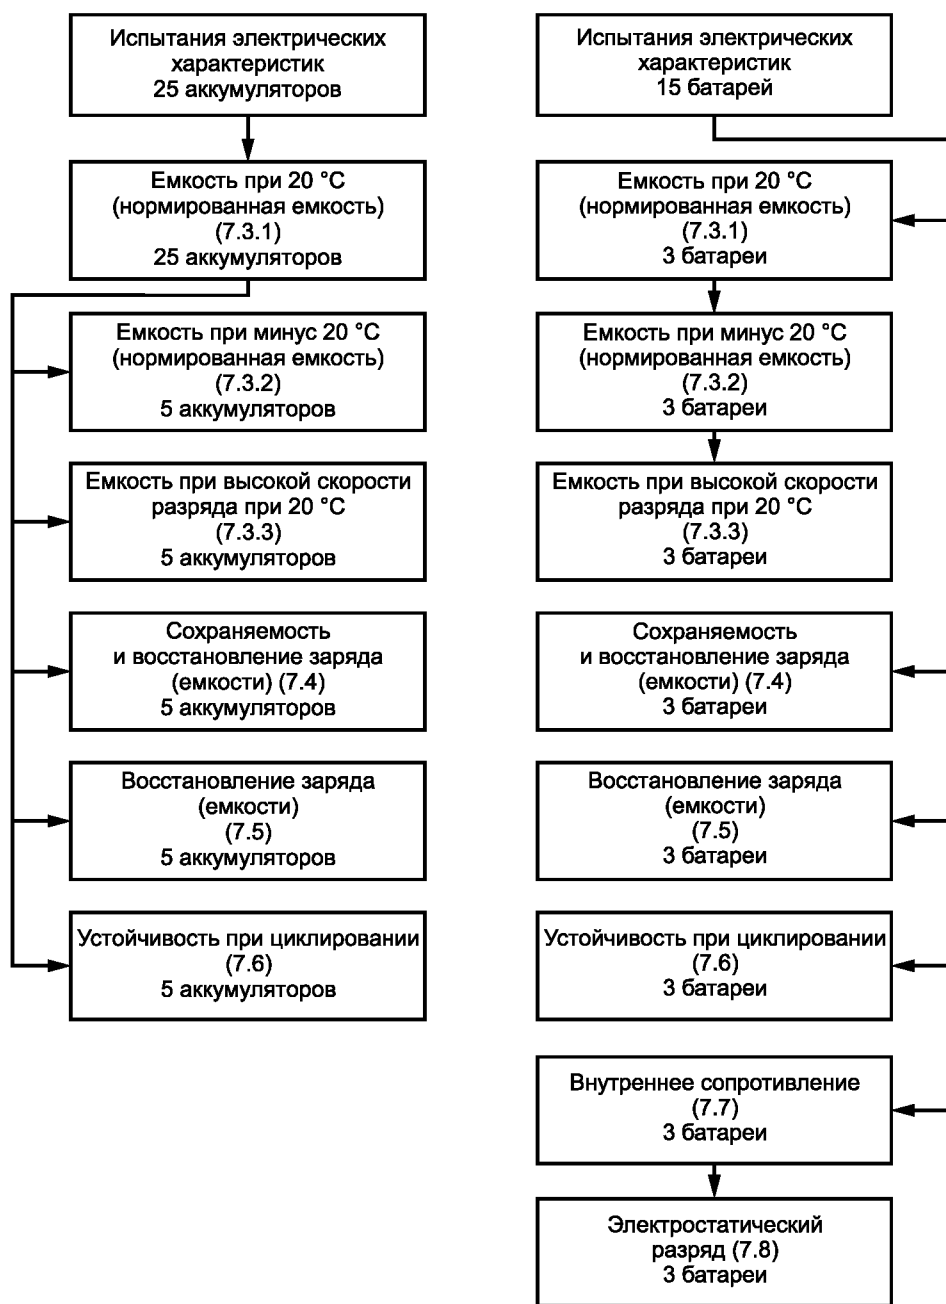 Испытания электрических
характеристик
25 аккумуляторов
Емкость при 20 °C
(нормированная емкость)
(7.3.1)
25 аккумуляторов
Емкость при минус 20 °C
(нормированная емкость)
(7.3.2)
5 аккумуляторов
Емкость при высокой скорости
разряда при 20 °C
(7.3.3)
5 аккумуляторов
Сохраняемость
и восстановление заряда
(емкости) (7.4)
5 аккумуляторов
Восстановление заряда
(емкости)
(7.5)
5 аккумуляторов
Устойчивость при циклировании
(7.6)
5 аккумуляторов
Испытания электрических
характеристик
15 батарей
Емкость при 20 °C
(нормированная емкость)
(7.3.1)
3 батареи
Емкость при минус 20 °C
(нормированная емкость)
(7.3.2)
3 батареи
Емкость при высокой скорости
разряда при 20 °C
(7.3.3)
3 батареи
Сохраняемость
и восстановление заряда
(емкости) (7.4)
3 батареи
Восстановление заряда
(емкости)
(7.5)
3 батареи
Устойчивость при циклировании
(7.6)
3 батареи
Внутреннее сопротивление
(7.7)
3 батареи
Электростатический
разряд (7.8)
3 батареи